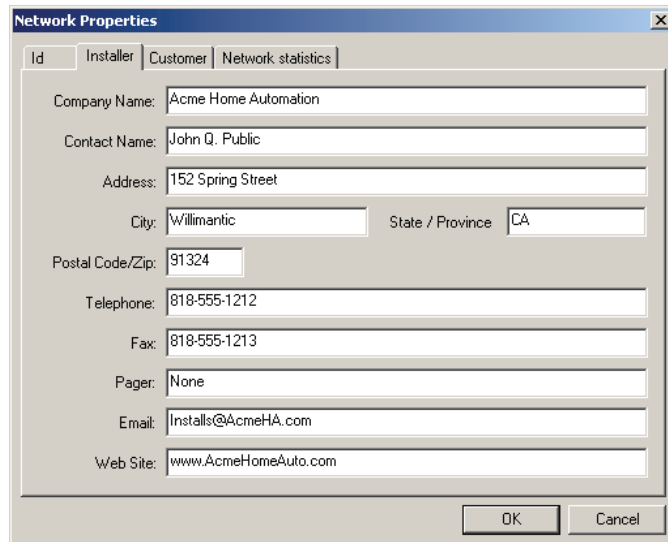 Network Properties
Id Installer Customer Network statistics
Company Name: Acme Home Automation
Contact Name: John Q. Public
Address: 152 Spring Street
City: Willimantic State / Province CA
Postal Code/Zip: 91324
Telephone: 818-555-1212
Fax: 818-555-1213
Pager: None
Email: Installs@AcmeHA.com
Web Site: www.AcmeHomeAuto.com
OK Cancel